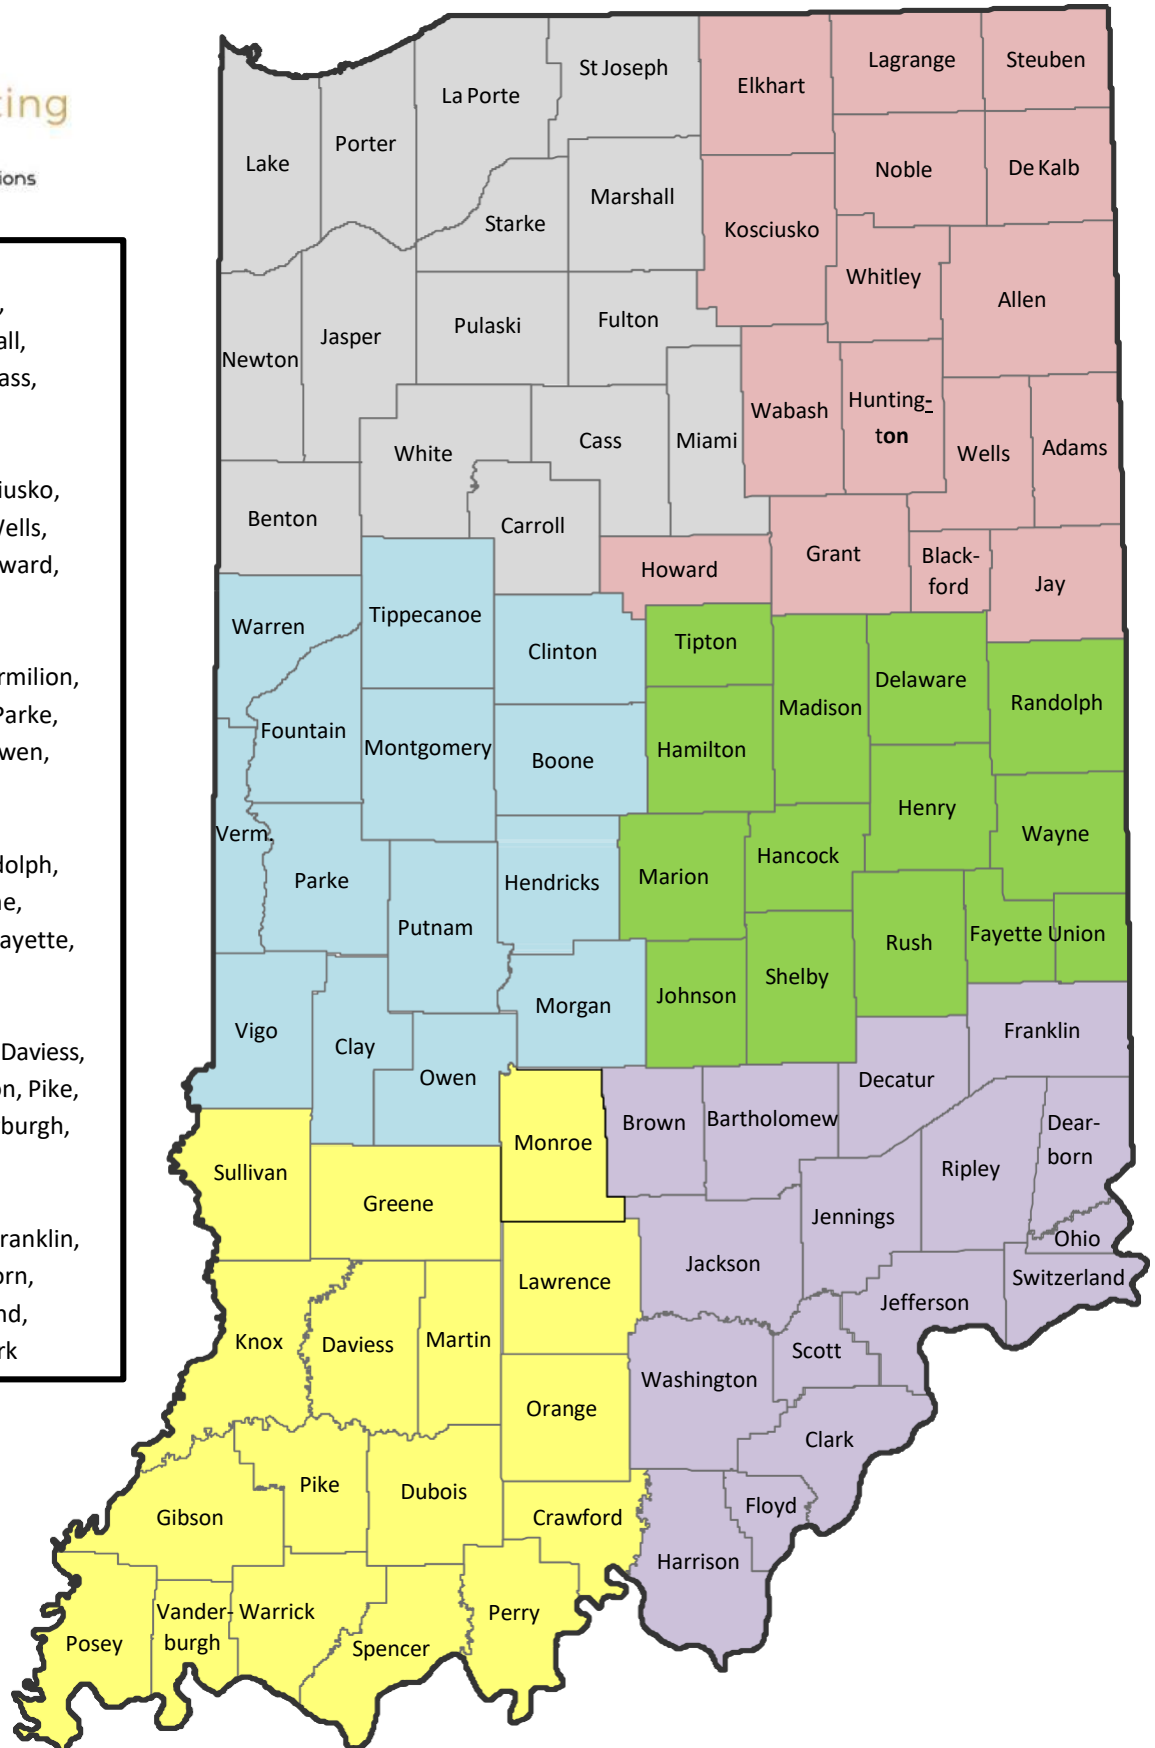 ting
ions
,
all,
ass,
iusko,
Wells,
ward,
rmilion,
Parke,
wen,
dolph,
ne,
ayette,
Daviess,
on, Pike,
burgh,
ranklin,
orn,
nd,
rk
St Joseph
Lagrange
Steuben
Elkhart
La Porte
Porter
Lake
Noble
De Kalb
Marshall
Starke
Kosciusko
Whitley
Allen
Fulton
Pulaski
Jasper
Newton
Wabash
Hunting-
ton
Miami
Cass
White
Wells
Adams
Benton
Carroll
Howard
Grant
Black-
ford
Jay
Tippecanoe
Warren
Clinton
Tipton
Delaware
Randolph
Madison
Fountain
Montgomery
Boone
Hamilton
Henry
Verm.
Wayne
Hancock
Parke
Hendricks
Marion
Putnam
Rush
Fayette Union
Shelby
Johnson
Morgan
Vigo
Clay
Franklin
Owen
Decatur
Brown
Bartholomew
Monroe
Dear-
born
Sullivan
Ripley
Greene
Jennings
Ohio
Jackson
Lawrence
Switzerland
Jefferson
Knox
Daviess
Martin
Scott
Washington
Orange
Clark
Pike
Dubois
Floyd
Gibson
Crawford
Harrison
Vander-
burgh
Warrick
Perry
Posey
Spencer